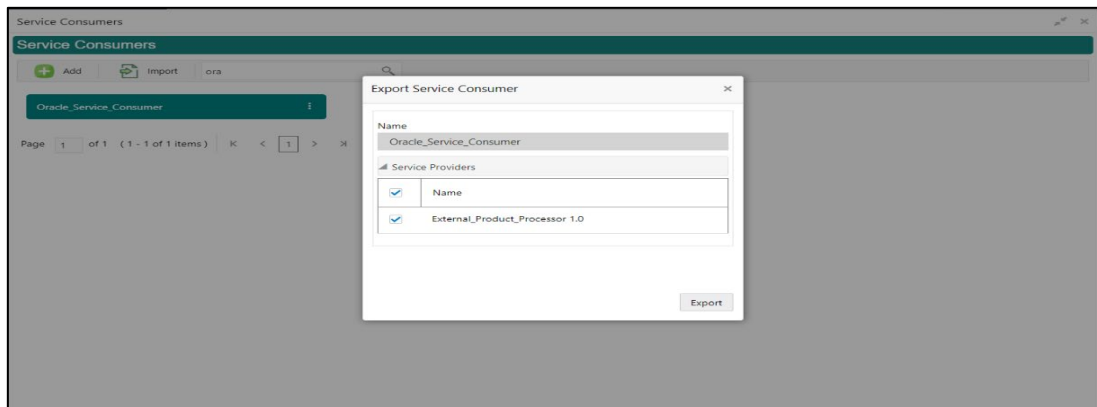 Service Consumers
Service Consumers
Add Import ora
Oracle_Service_Consumer
Page 1 of 1 (1 - 1 of 1 items) K < 1 > >|
Export Service Consumer ×
Name
Oracle_Service_Consumer
Service Providers
Name
External_Product_Processor 1.0
Export